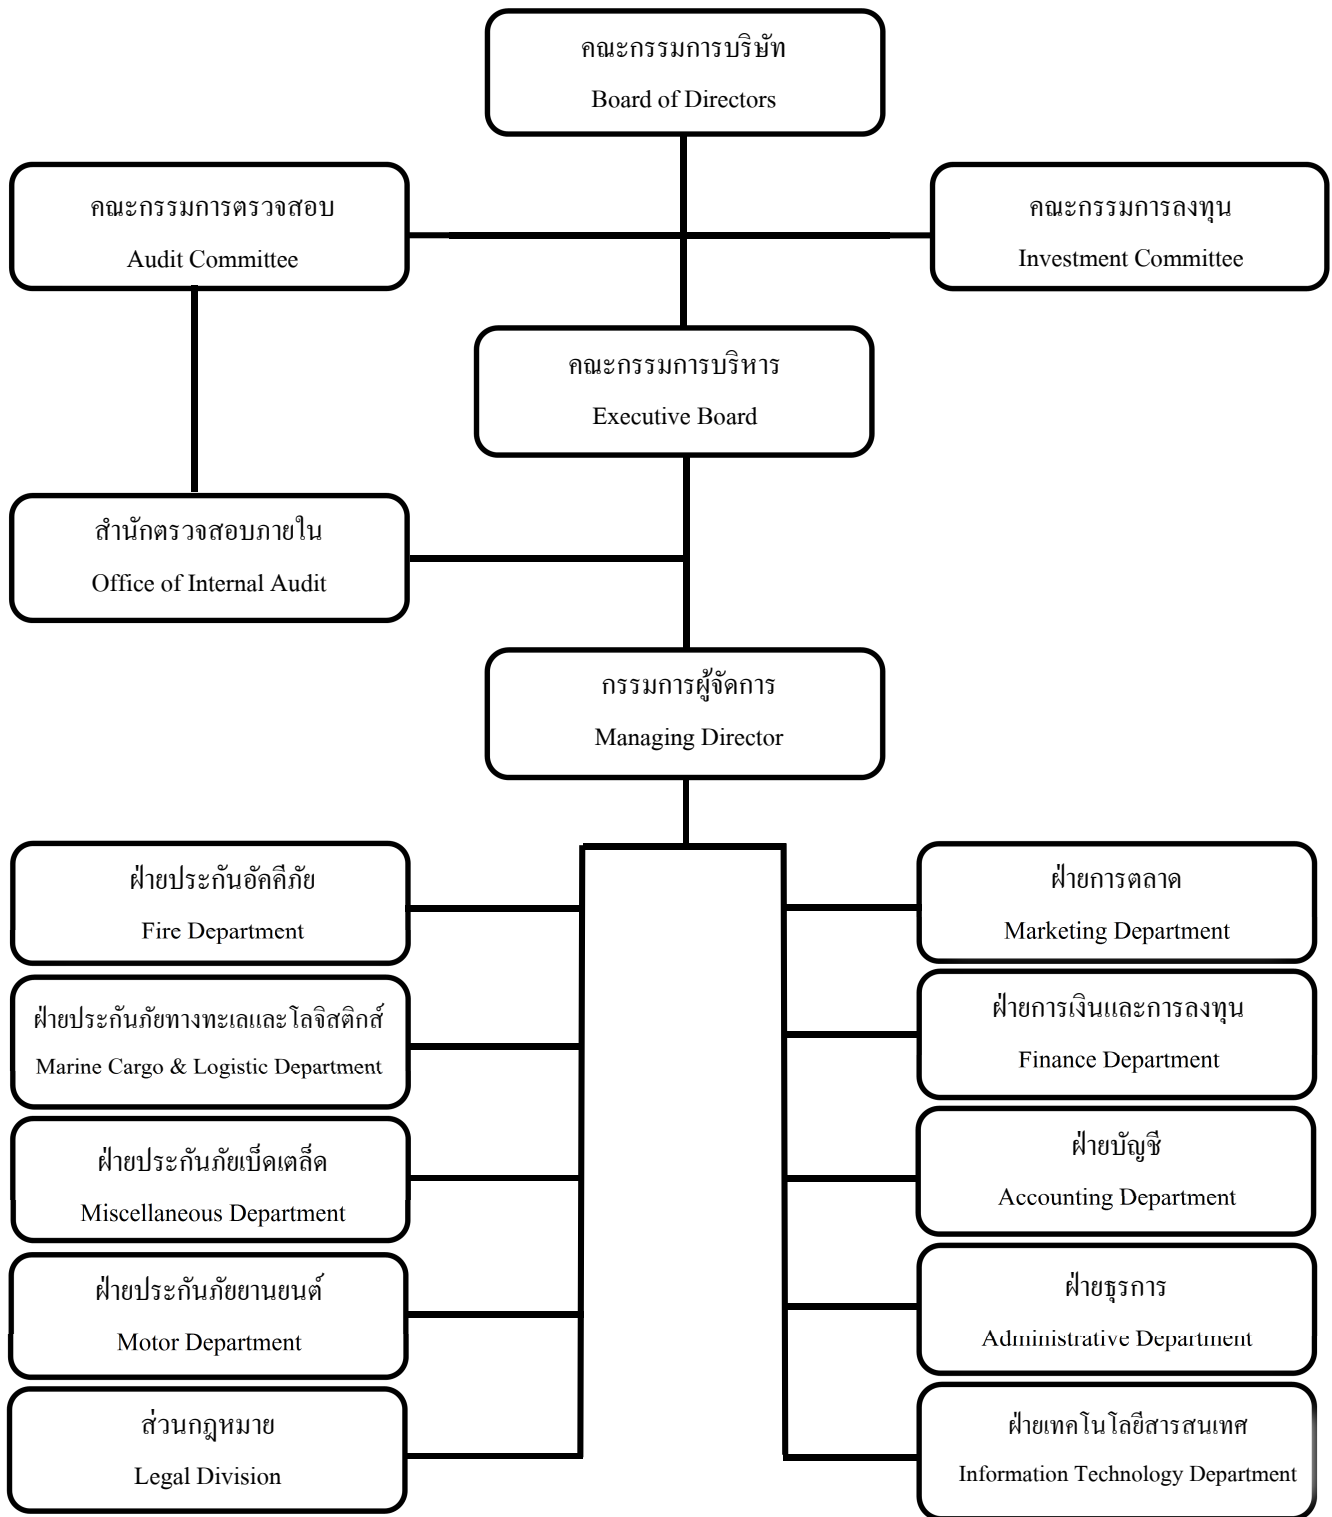 คณะกรรมการบริษัท
Board of Directors
คณะกรรมการตรวจสอบ
Audit Committee
คณะกรรมการลงทุน
Investment Committee
คณะกรรมการบริหาร
Executive Board
สำนักตรวจสอบภายใน
Office of Internal Audit
กรรมการผู้จัดการ
Managing Director
ฝ่ายประกันอัคคีภัย
Fire Department
ฝ่ายประกันภัยทางทะเลและโลจิสติกส์
Marine Cargo & Logistic Department
ฝ่ายประกันภัยเบ็ดเตล็ด
Miscellaneous Department
ฝ่ายประกันภัยยานยนต์
Motor Department
ส่วนกฎหมาย
Legal Division
ฝ่ายการตลาด
Marketing Department
ฝ่ายการเงินและการลงทุน
Finance Department
ฝ่ายบัญชี
Accounting Department
ฝ่ายธุรการ
Administrative Department
ฝ่ายเทคโนโลยีสารสนเทศ
Information Technology Department